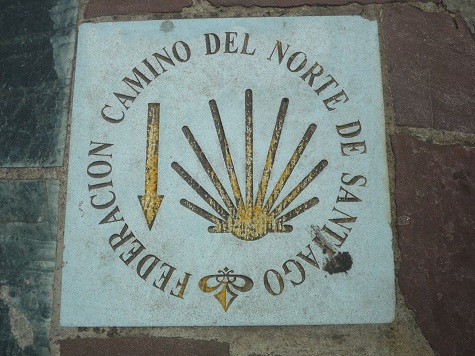 FEDERACION CAMINO DEL NORTE DE SANTIAGO